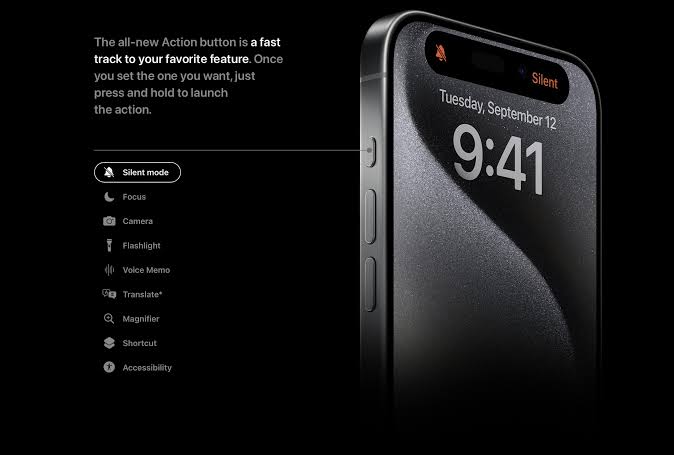 The all-new Action button is a fast
track to your favorite feature. Once
you set the one you want, just
press and hold to launch
the action.
Silent mode
Focus
Camera
Flashlight
Voice Memo
Translate*
Magnifier
Shortcut
Accessibility
Silent
Tuesday, September 12
9:41